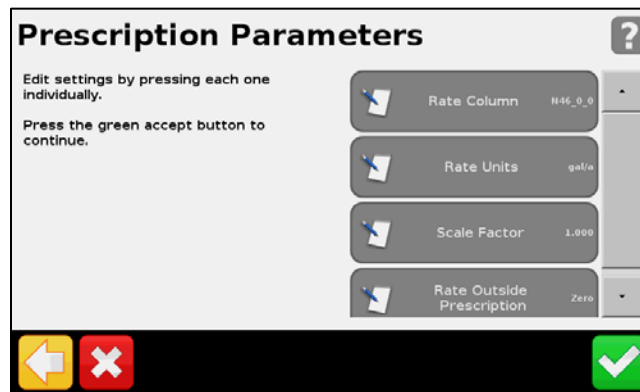 Prescription Parameters
?
Edit settings by pressing each one
individually.
Press the green accept button to
continue.
Rate Column N46_0_0
Rate Units gal/a
Scale Factor 1.000
Rate Outside
Prescription Zero